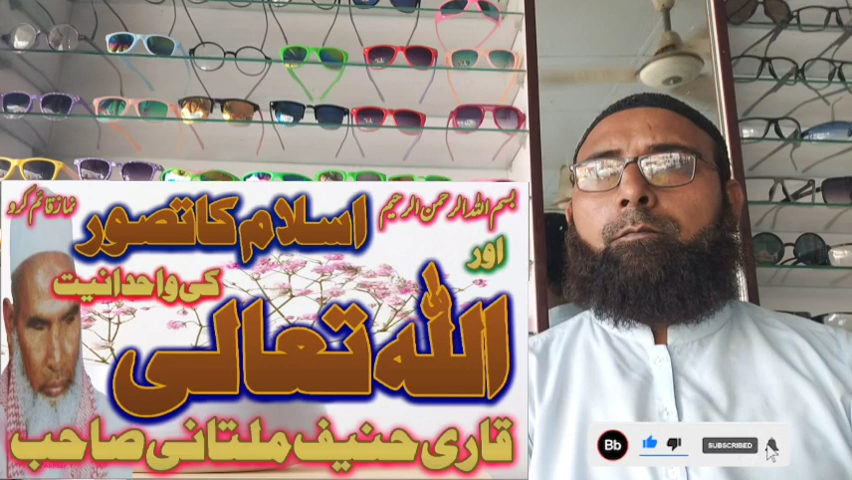 بسم اللہ الرحمن الرحیم
نماز قائم کرو
اسلام کا تصور
اور
کی واحدانیت
اللہ تعالی
قاری حنیف ملتانی صاحب
Bb
SUBSCRIBED